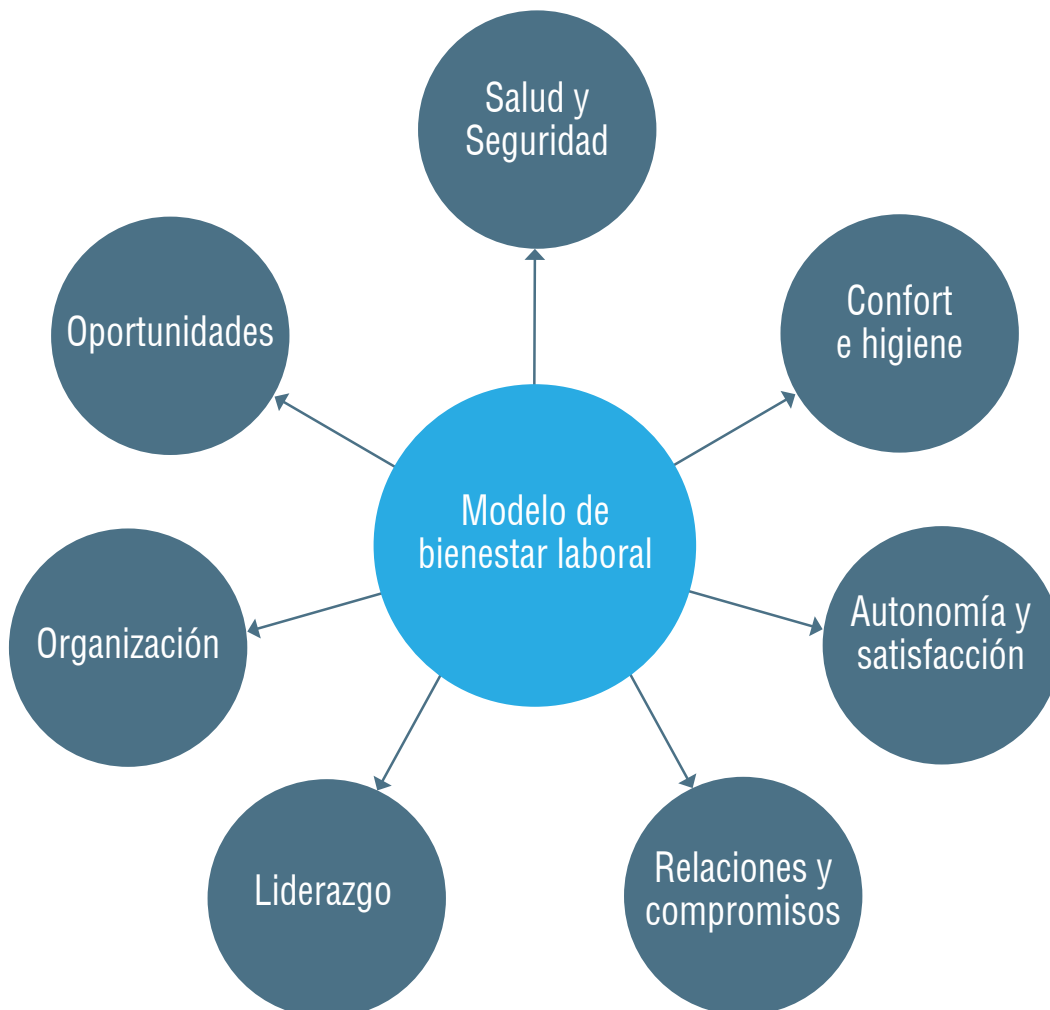 Salud y
Seguridad
Confort
e higiene
Oportunidades
Modelo de
bienestar laboral
Autonomía y
satisfacción
Organización
Relaciones y
compromisos
Liderazgo